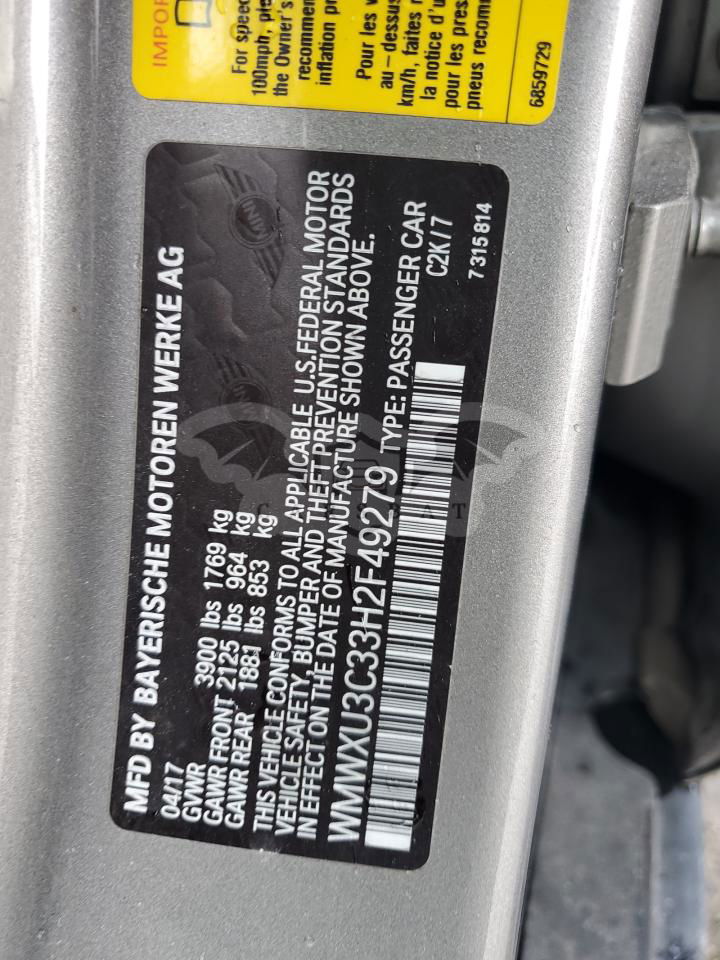 IMPOR
For speed
100mph, ple
the Owner's
recommen
inflation p
Pour les v
au-dessus
km/h, faites r
la notice d'u
pour les pres
pneus recom
6859729
MINI
MINI
MFD BY BAYERISCHE MOTOREN WERKE AG
04/17
GVWR 3900 lbs 1769 kg
GAWR FRONT 2125 lbs 964 kg
GAWR REAR 1881 lbs 853 kg
THIS VEHICLE CONFORMS TO ALL APPLICABLE U.S.FEDERAL MOTOR
VEHICLE SAFETY, BUMPER AND THEFT PREVENTION STANDARDS
IN EFFECT ON THE DATE OF MANUFACTURE SHOWN ABOVE.
WMWXU3C33H2F49279 TYPE: PASSENGER CAR
C2K/7
7315814